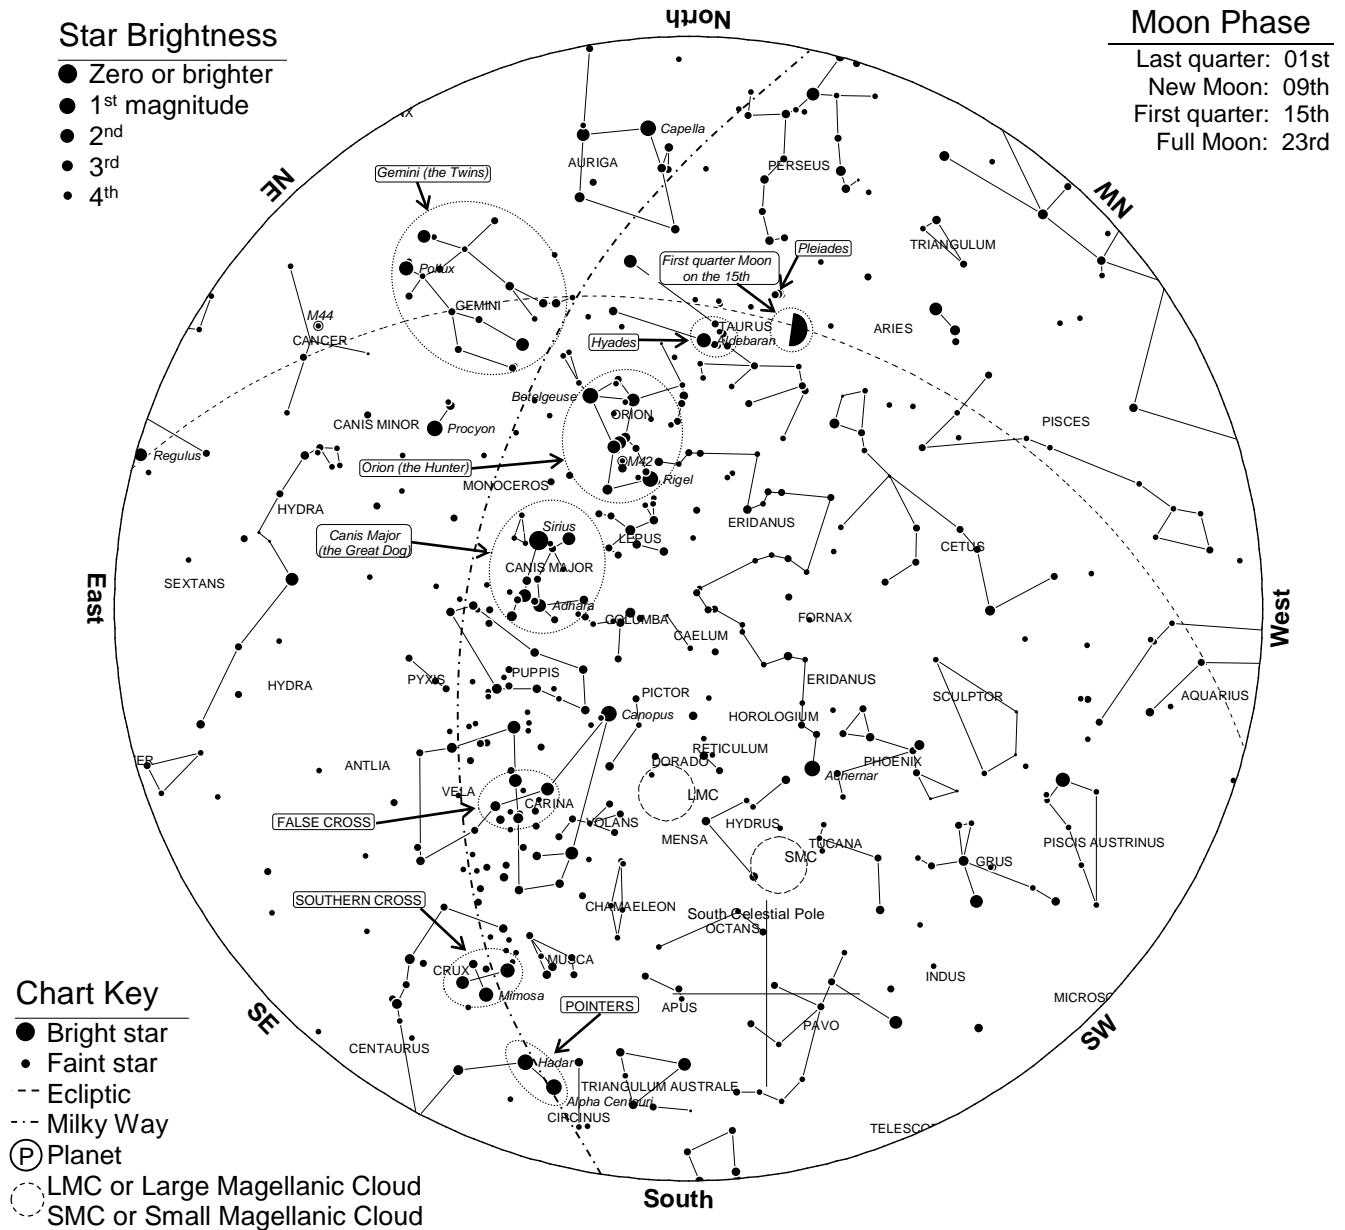 North
Star Brightness
Zero or brighter
1st magnitude
2nd
3rd
4th
Moon Phase
Last quarter: 01st
New Moon: 09th
First quarter: 15th
Full Moon: 23rd
NE
NW
East
West
SE
SW
South
Capella
AURIGA
PERSEUS
Gemini (the Twins)
TRIANGULUM
Pleiades
First quarter Moon
on the 15th
Pollux
GEMINI
M44
CANCER
Hyades
TAURUS
Aldebaran
ARIES
Betelgeuse
ORION
CANIS MINOR
Procyon
PISCES
Regulus
Orion (the Hunter)
M42
Rigel
MONOCEROS
HYDRA
ERIDANUS
Canis Major
(the Great Dog)
Sirius
LEPUS
CETUS
CANIS MAJOR
SEXTANS
Adhara
COLUMBA
FORNAX
CAELUM
HYDRA
PYXIS
PUPPIS
PICTOR
ERIDANUS
SCULPTOR
AQUARIUS
Canopus
HOROLOGIUM
RETICULUM
DORADO
PHOENIX
Achernar
ER
ANTLIA
VELA
CARINA
LMC
FALSE CROSS
VOLANS
MENSA
HYDRUS
TUCANA
SMC
GRUS
PISCIS AUSTRINUS
SOUTHERN CROSS
CHAMAELEON
South Celestial Pole
OCTANS
CRUX
MUSCA
Mimosa
INDUS
POINTERS
APUS
PAVO
MICROSC
CENTAURUS
Hadar
TRIANGULUM AUSTRALE
Alpha Centauri
CIRCINUS
TELESCO
Chart Key
Bright star
Faint star
Ecliptic
Milky Way
P Planet
LMC or Large Magellanic Cloud
SMC or Small Magellanic Cloud